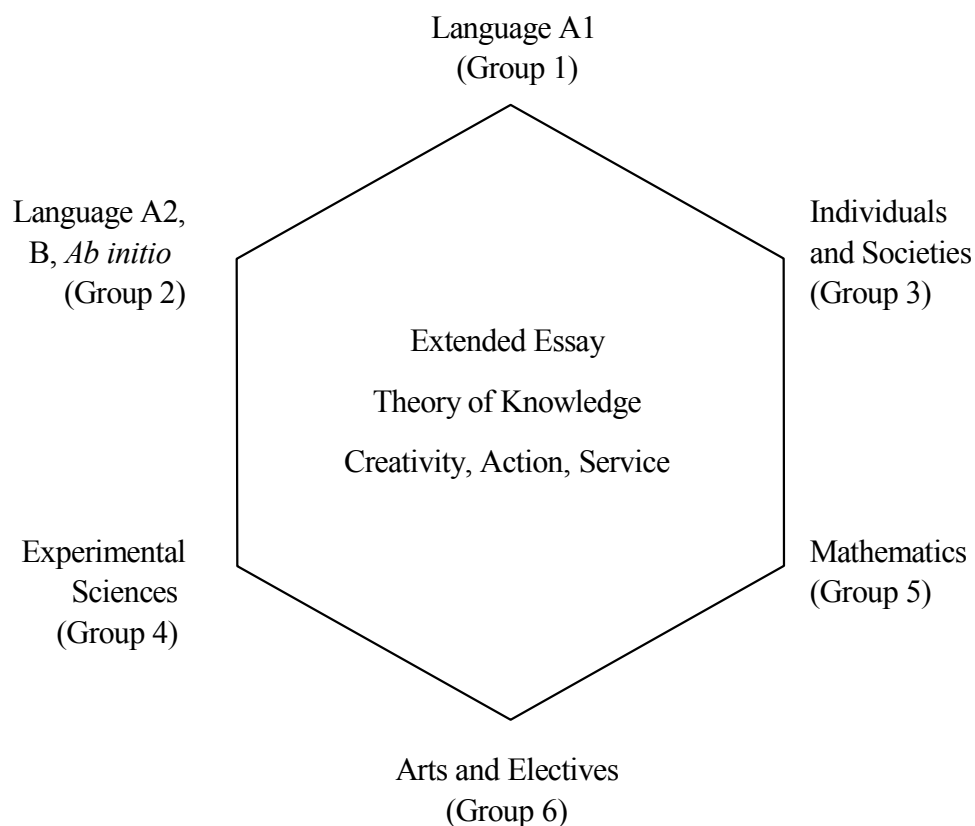 Language A1
(Group 1)
Language A2,
B, Ab initio
(Group 2)
Individuals
and Societies
(Group 3)
Extended Essay
Theory of Knowledge
Creativity, Action, Service
Experimental
Sciences
(Group 4)
Mathematics
(Group 5)
Arts and Electives
(Group 6)